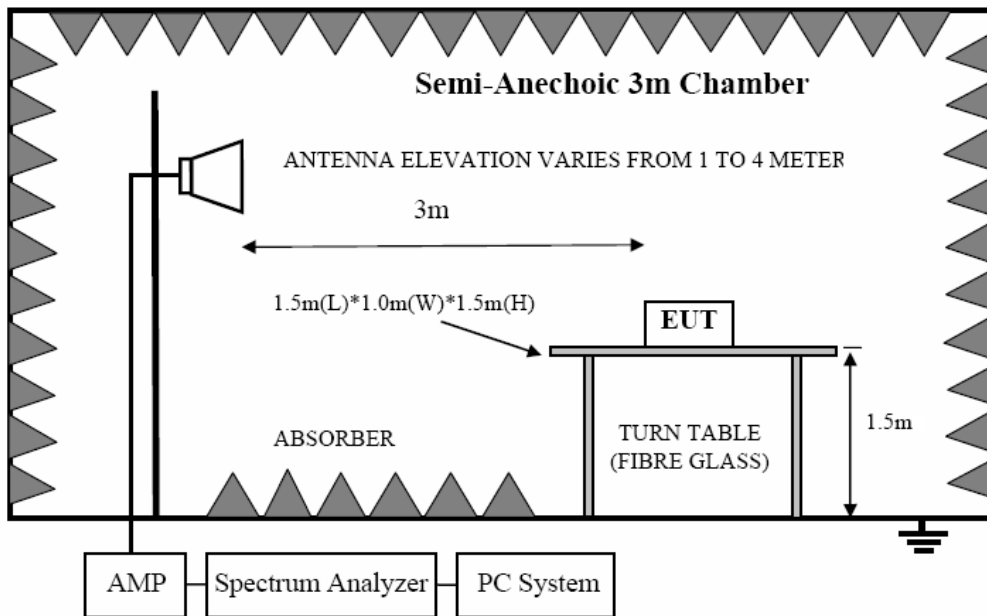 Semi-Anechoic 3m Chamber
ANTENNA ELEVATION VARIES FROM 1 TO 4 METER
3m
1.5m(L)*1.0m(W)*1.5m(H)
EUT
1.5m
ABSORBER
TURN TABLE
(FIBRE GLASS)
AMP
Spectrum Analyzer
PC System